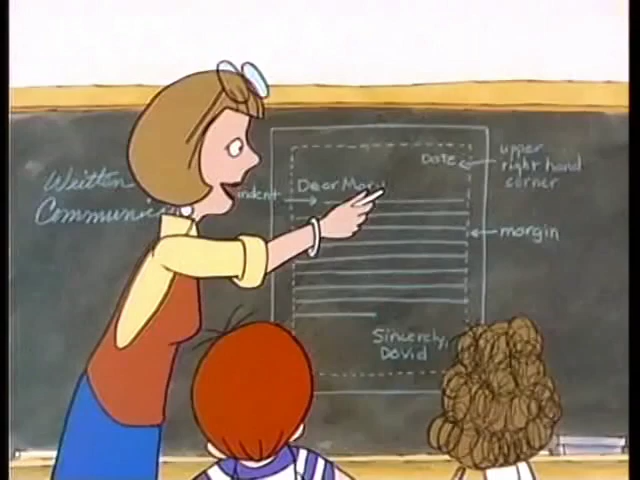 Written
Communic
Date
upper
right hand
corner
indent
Dear Mary
margin
Sincerely,
David